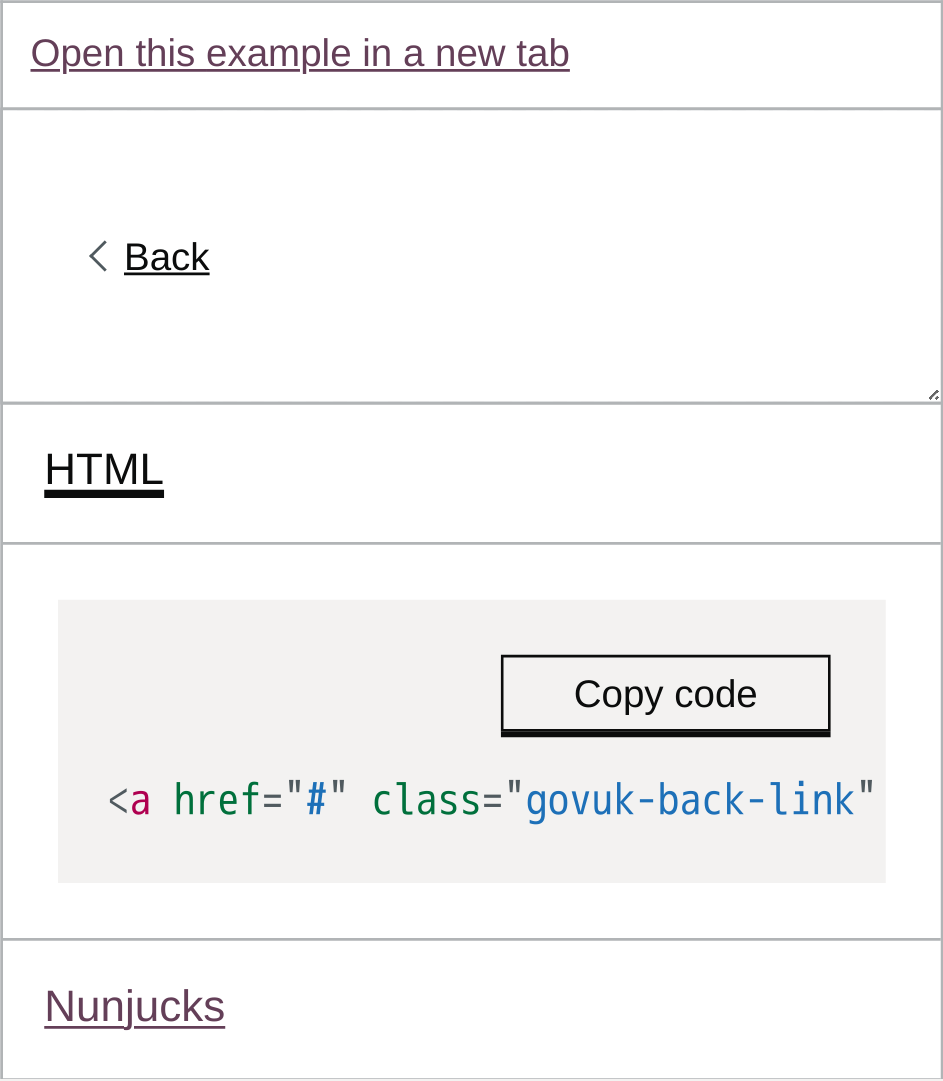 Open this example in a new tab
Back
HTML
Copy code
<a href="#" class="govuk-back-link"
Nunjucks